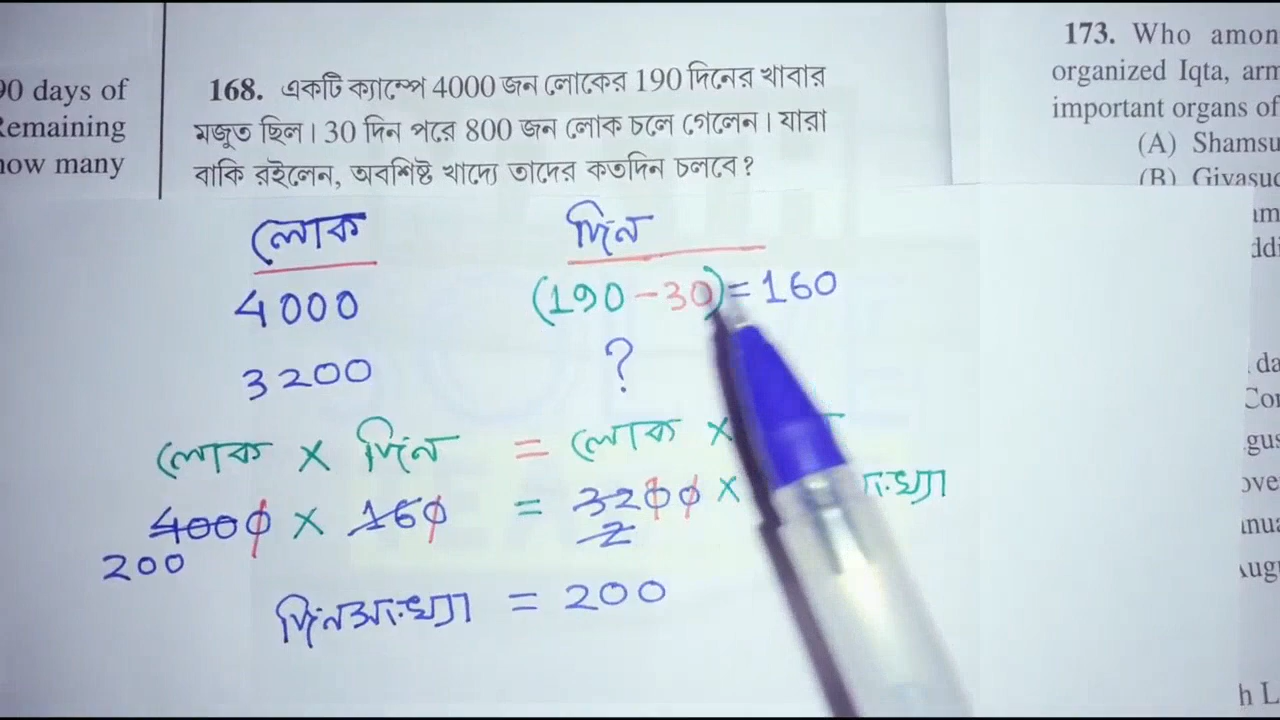 90 days of
Remaining
how many
168. একটি ক্যাম্পে 4000 জন লোকের 190 দিনের খাবার
মজুত ছিল। 30 দিন পরে 800 জন লোক চলে গেলেন। যারা
বাকি রইলেন, অবশিষ্ট খাদ্যে তাদের কতদিন চলবে?
লোক দিন
4000 (190-30)=160
3200 ?
লোক × দিন = লোক ×
4000 × 160 = 3200 ×
200 2
দিনসংখ্যা = 200
173. Who amon
organized Iqta, arm
important organs of
(A) Shamsu
(B) Giyasud